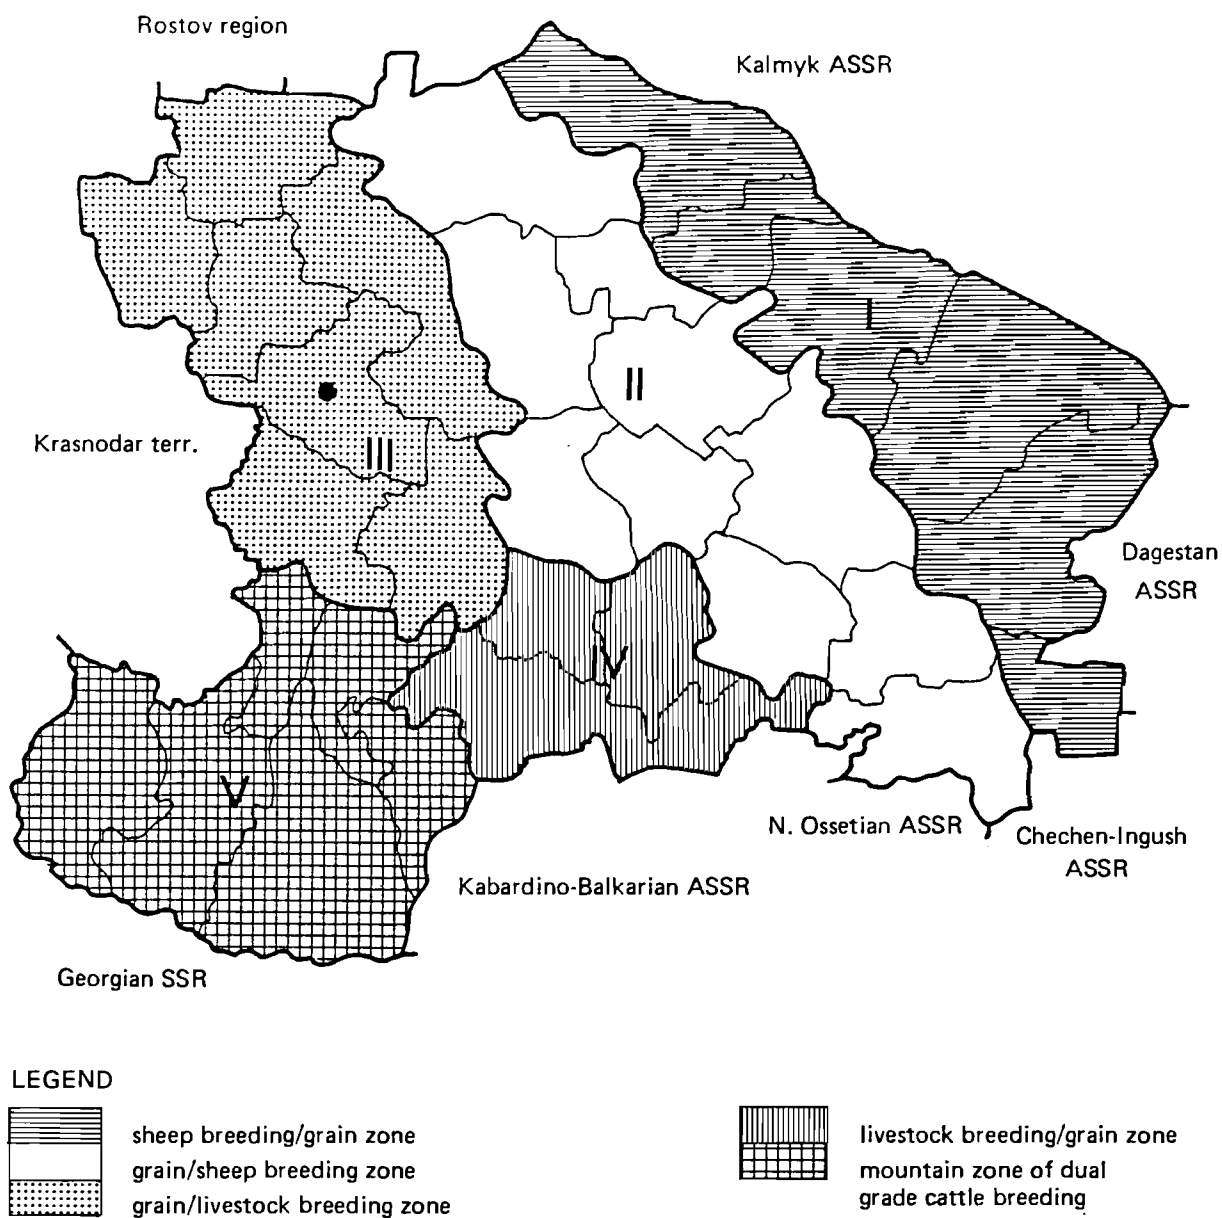 Rostov region
Kalmyk ASSR
I
II
Krasnodar terr.
III
Dagestan
ASSR
IV
V
N. Ossetian ASSR
Chechen-Ingush
ASSR
Kabardino-Balkarian ASSR
Georgian SSR
LEGEND
sheep breeding/grain zone
grain/sheep breeding zone
grain/livestock breeding zone
livestock breeding/grain zone
mountain zone of dual
grade cattle breeding